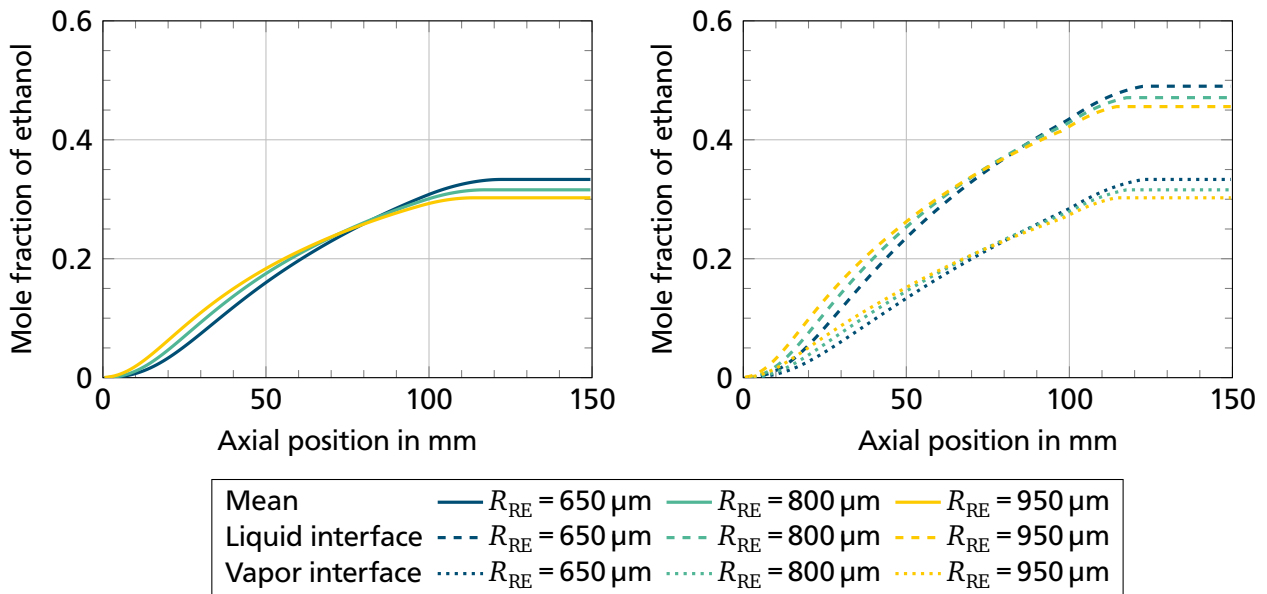 0.6
0.4
0.2
0
Mole fraction of ethanol
0 50 100 150
Axial position in mm
0.6
0.4
0.2
0
Mole fraction of ethanol
0 50 100 150
Axial position in mm
Mean R_RE = 650 µm R_RE = 800 µm R_RE = 950 µm
Liquid interface R_RE = 650 µm R_RE = 800 µm R_RE = 950 µm
Vapor interface R_RE = 650 µm R_RE = 800 µm R_RE = 950 µm